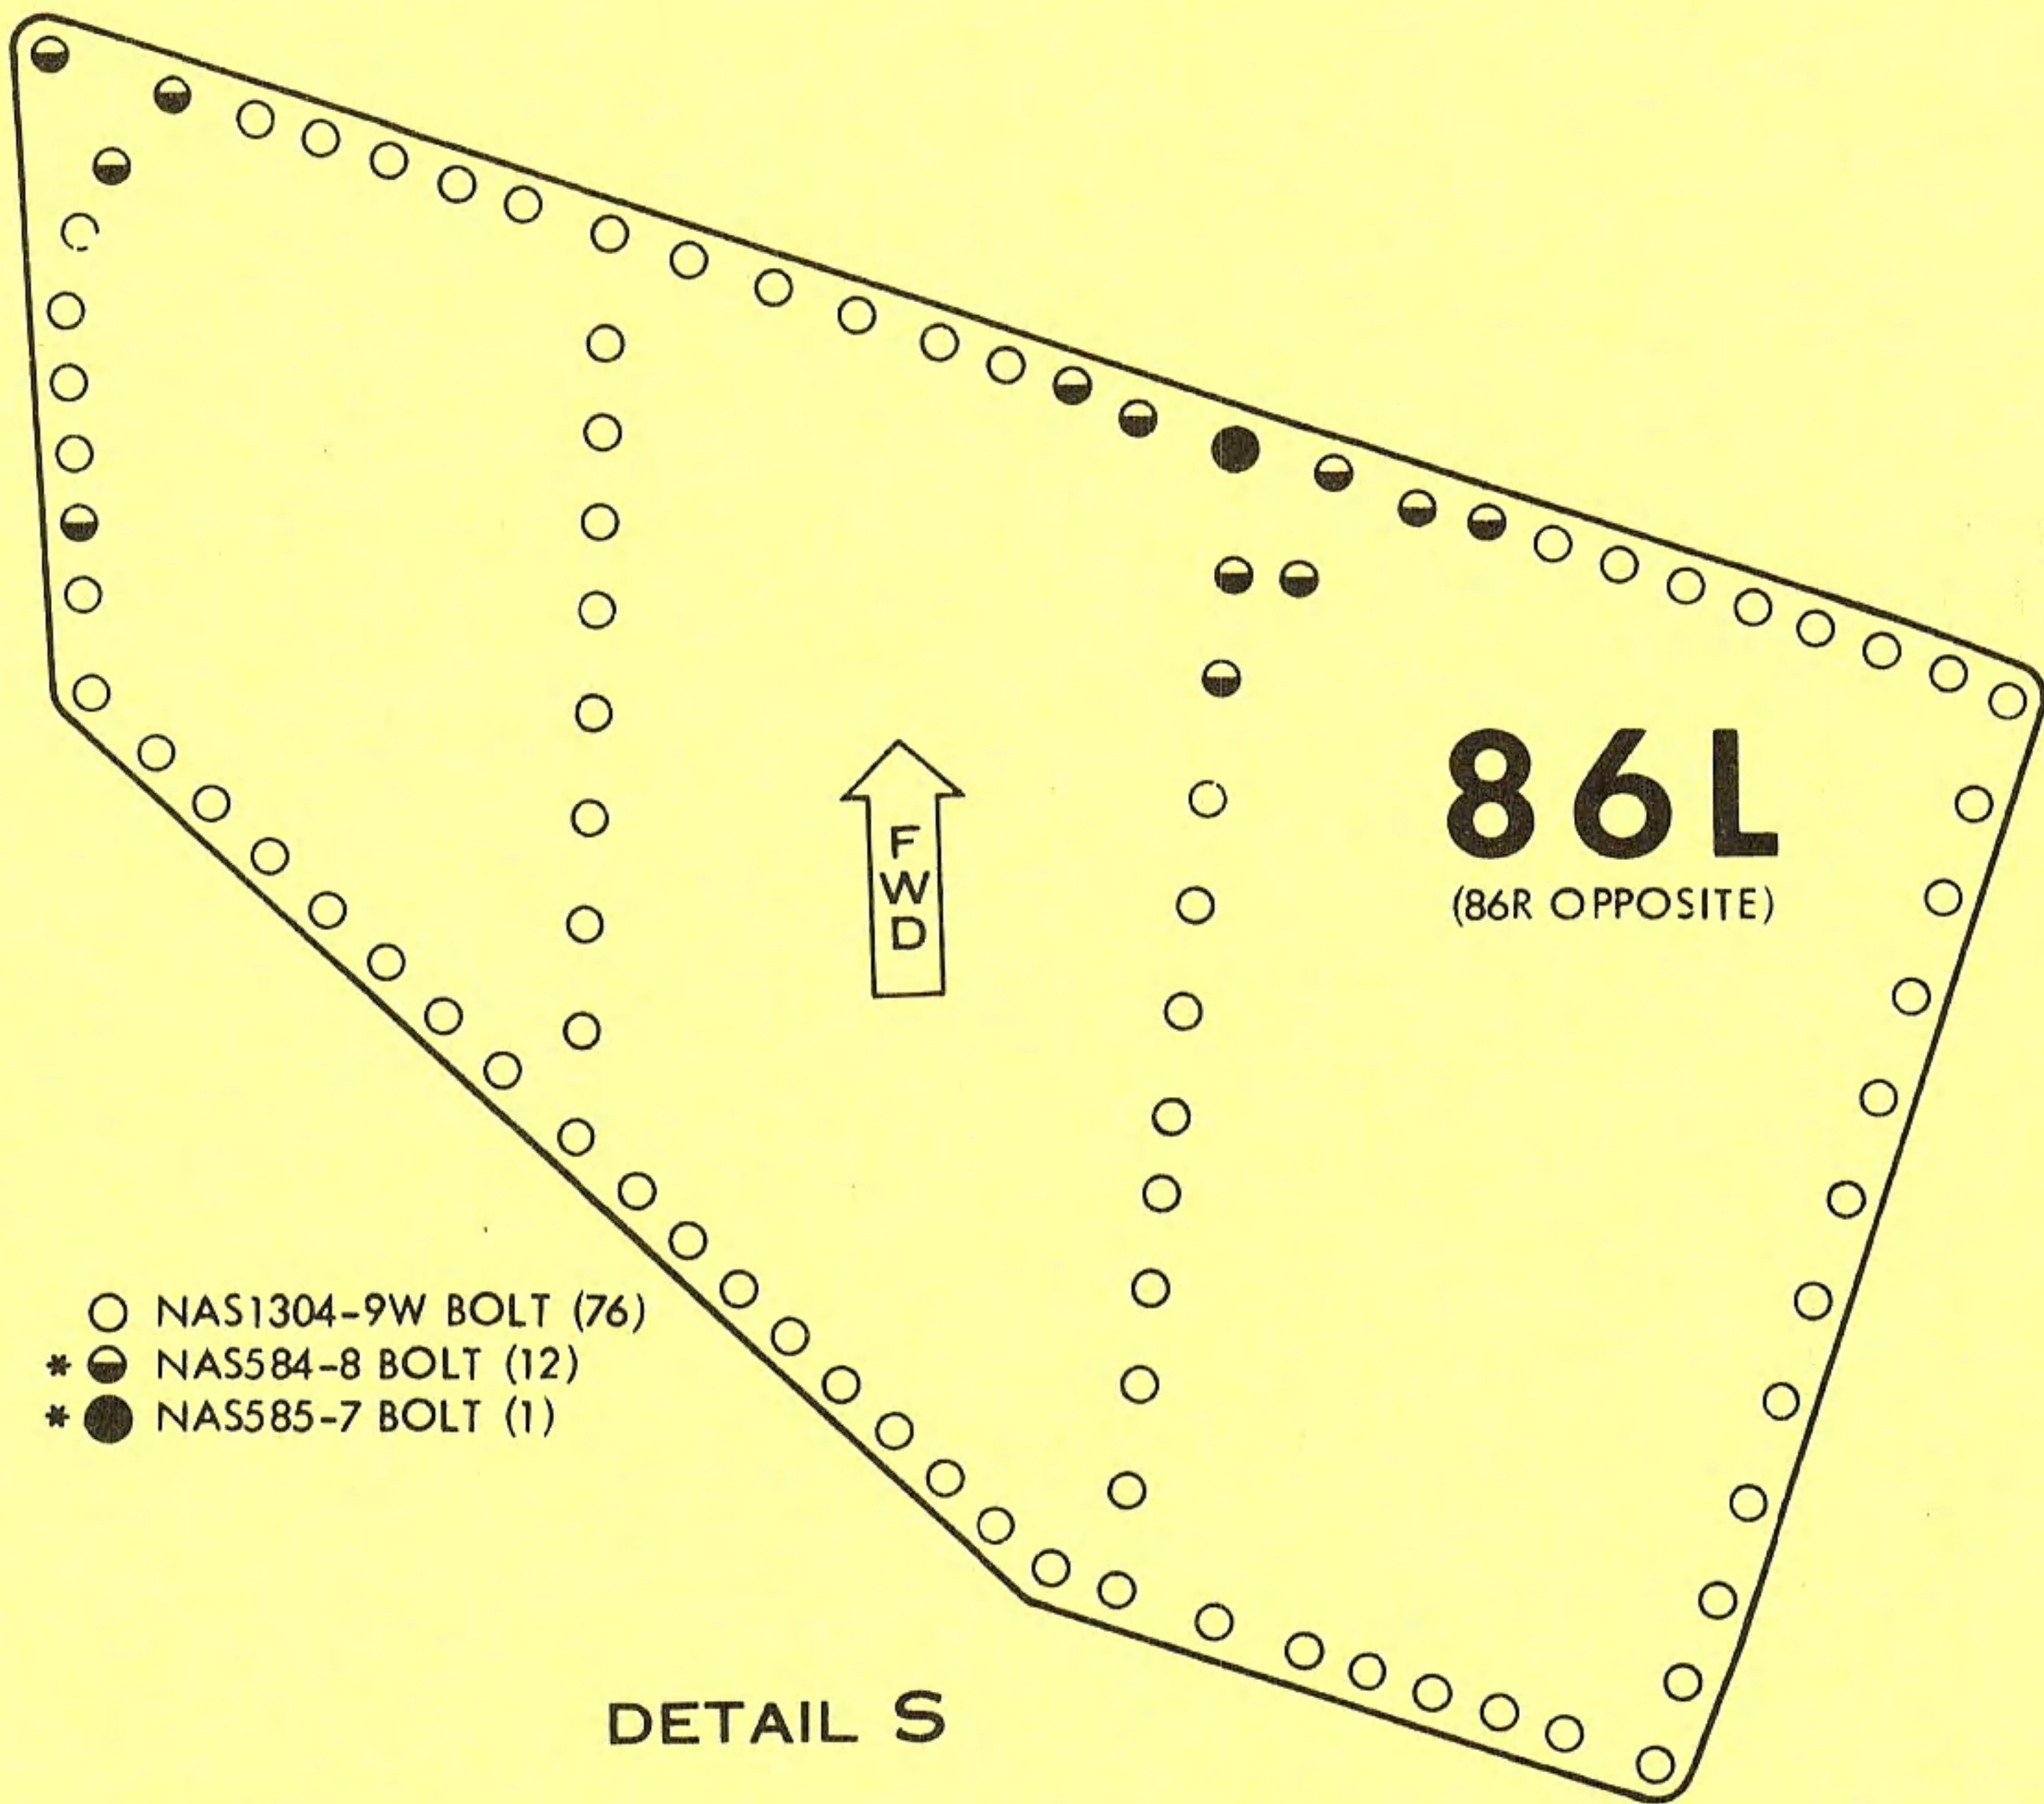 86L
(86R OPPOSITE)
F
W
D
○ NAS1304-9W BOLT (76)
* ◒ NAS584-8 BOLT (12)
* ● NAS585-7 BOLT (1)
DETAIL S